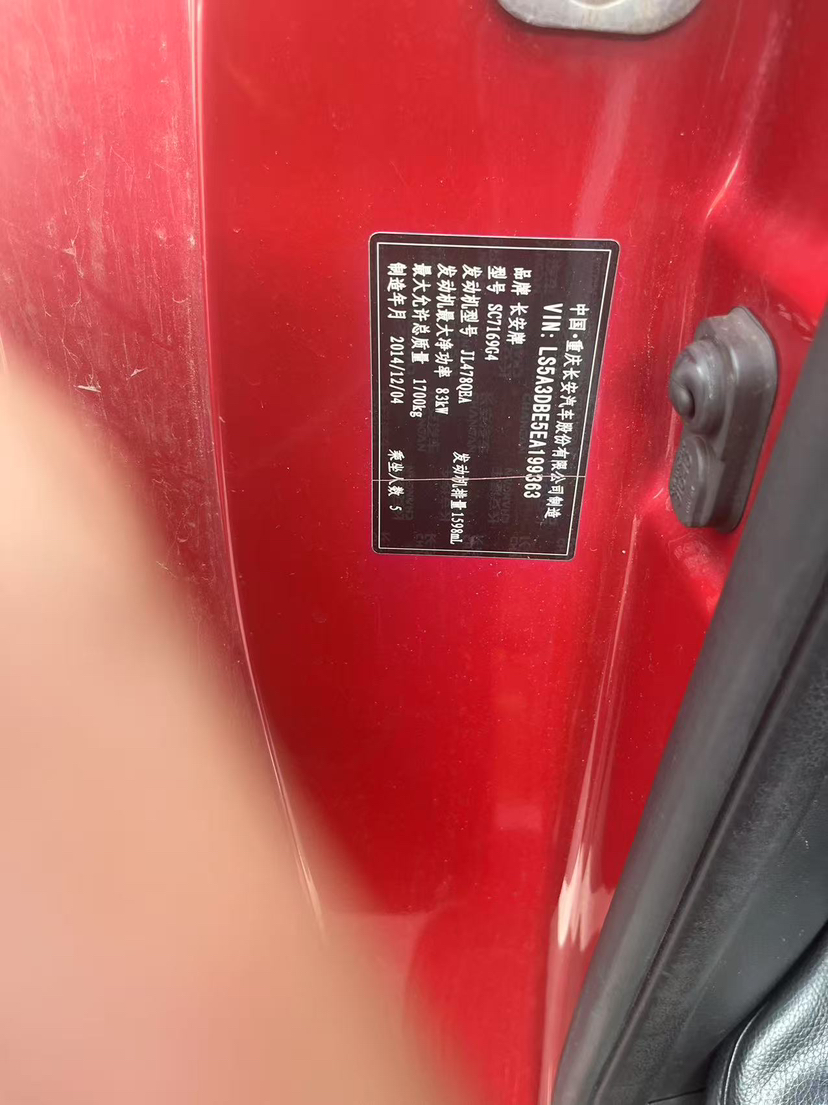 中国·重庆长安汽车股份有限公司制造
VIN: LS5A3DBE5EA199363
品牌 长安牌
型号 SC7169G4
发动机型号 JL478QEA 发动机排量 1598mL
发动机最大净功率 83kW
最大允许总质量 1700kg
制造年月 2014/12/04 乘坐人数 5